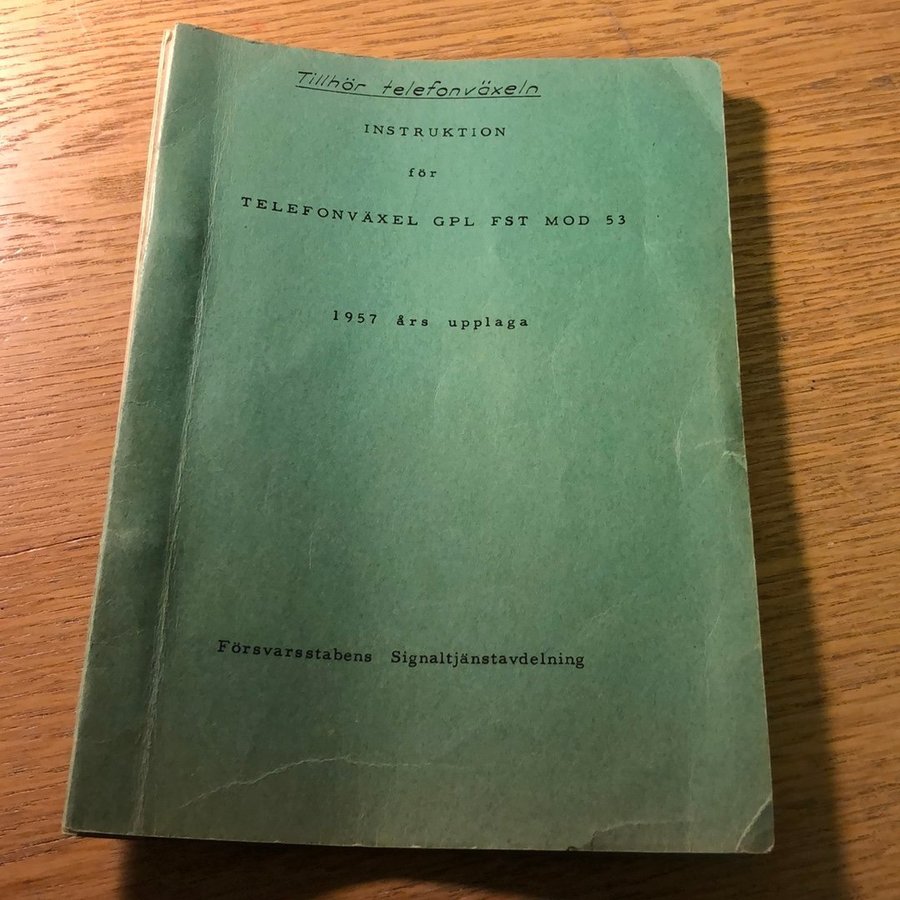 Tillhör telefonväxeln
INSTRUKTION
för
TELEFONVÄXEL GPL FST MOD 53
1957 års upplaga
Försvarsstabens Signaltjänstavdelning